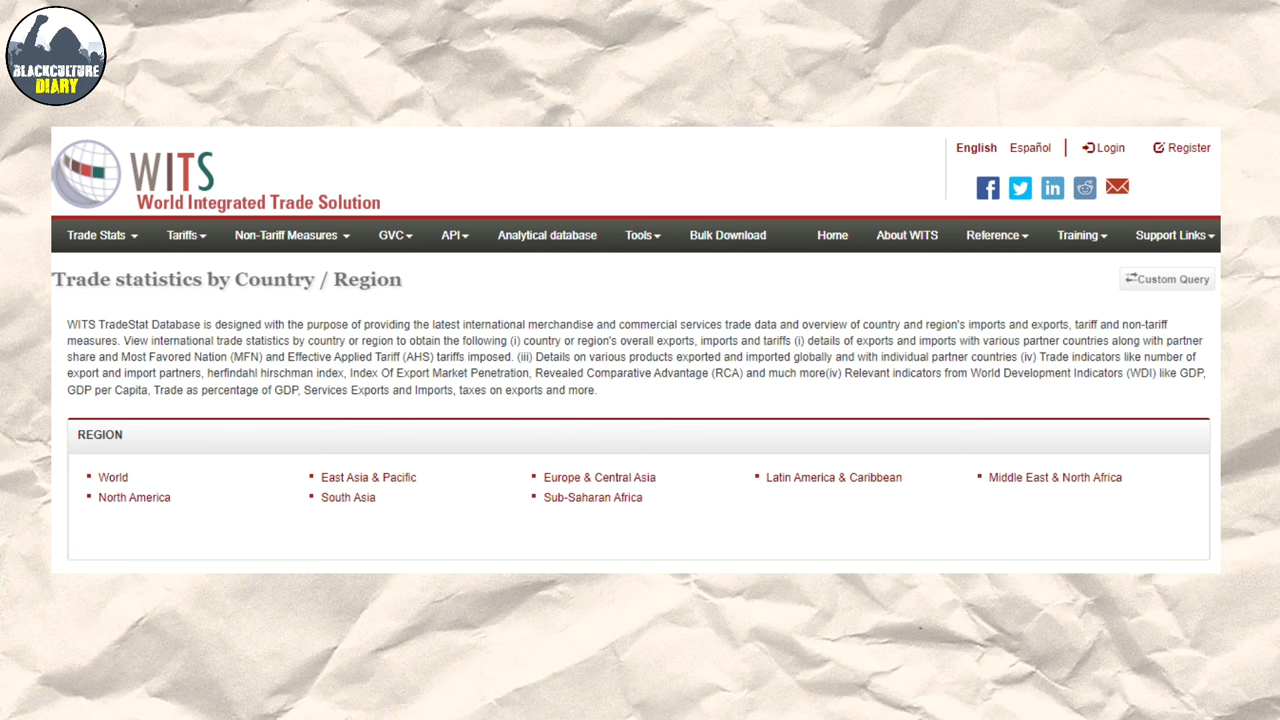 BLACKCULTURE
DIARY
WITS
World Integrated Trade Solution
English Español Login Register
Trade Stats Tariffs Non-Tariff Measures GVC API Analytical database Tools Bulk Download Home About WITS Reference Training Support Links
Trade statistics by Country / Region
Custom Query
WITS TradeStat Database is designed with the purpose of providing the latest international merchandise and commercial services trade data and overview of country and region's imports and exports, tariff and non-tariff
measures. View international trade statistics by country or region to obtain the following (i) country or region's overall exports, imports and tariffs (i) details of exports and imports with various partner countries along with partner
share and Most Favored Nation (MFN) and Effective Applied Tariff (AHS) tariffs imposed. (iii) Details on various products exported and imported globally and with individual partner countries (iv) Trade indicators like number of
export and import partners, herfindahl hirschman index, Index Of Export Market Penetration, Revealed Comparative Advantage (RCA) and much more(iv) Relevant indicators from World Development Indicators (WDI) like GDP,
GDP per Capita, Trade as percentage of GDP, Services Exports and Imports, taxes on exports and more.
REGION
World East Asia & Pacific Europe & Central Asia Latin America & Caribbean Middle East & North Africa
North America South Asia Sub-Saharan Africa